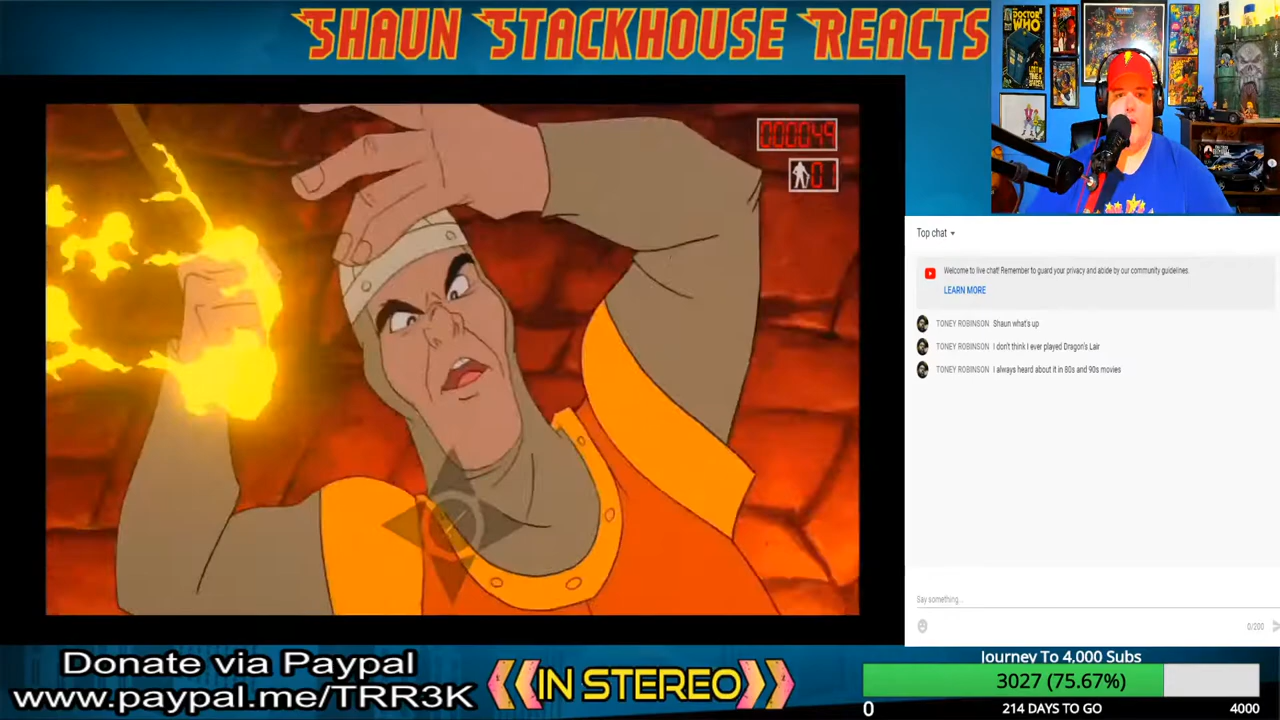 SHAUN STACKHOUSE REACTS
DOCTOR WHO
000049
01
Top chat
Welcome to live chat! Remember to guard your privacy and abide by our community guidelines.
LEARN MORE
TONEY ROBINSON Shaun what's up
TONEY ROBINSON I don't think I ever played Dragon's Lair
TONEY ROBINSON I always heard about it in 80s and 90s movies
Say something...
0/200
Donate via Paypal
www.paypal.me/TRR3K
IN STEREO
Journey To 4,000 Subs
3027 (75.67%)
0
214 DAYS TO GO
4000